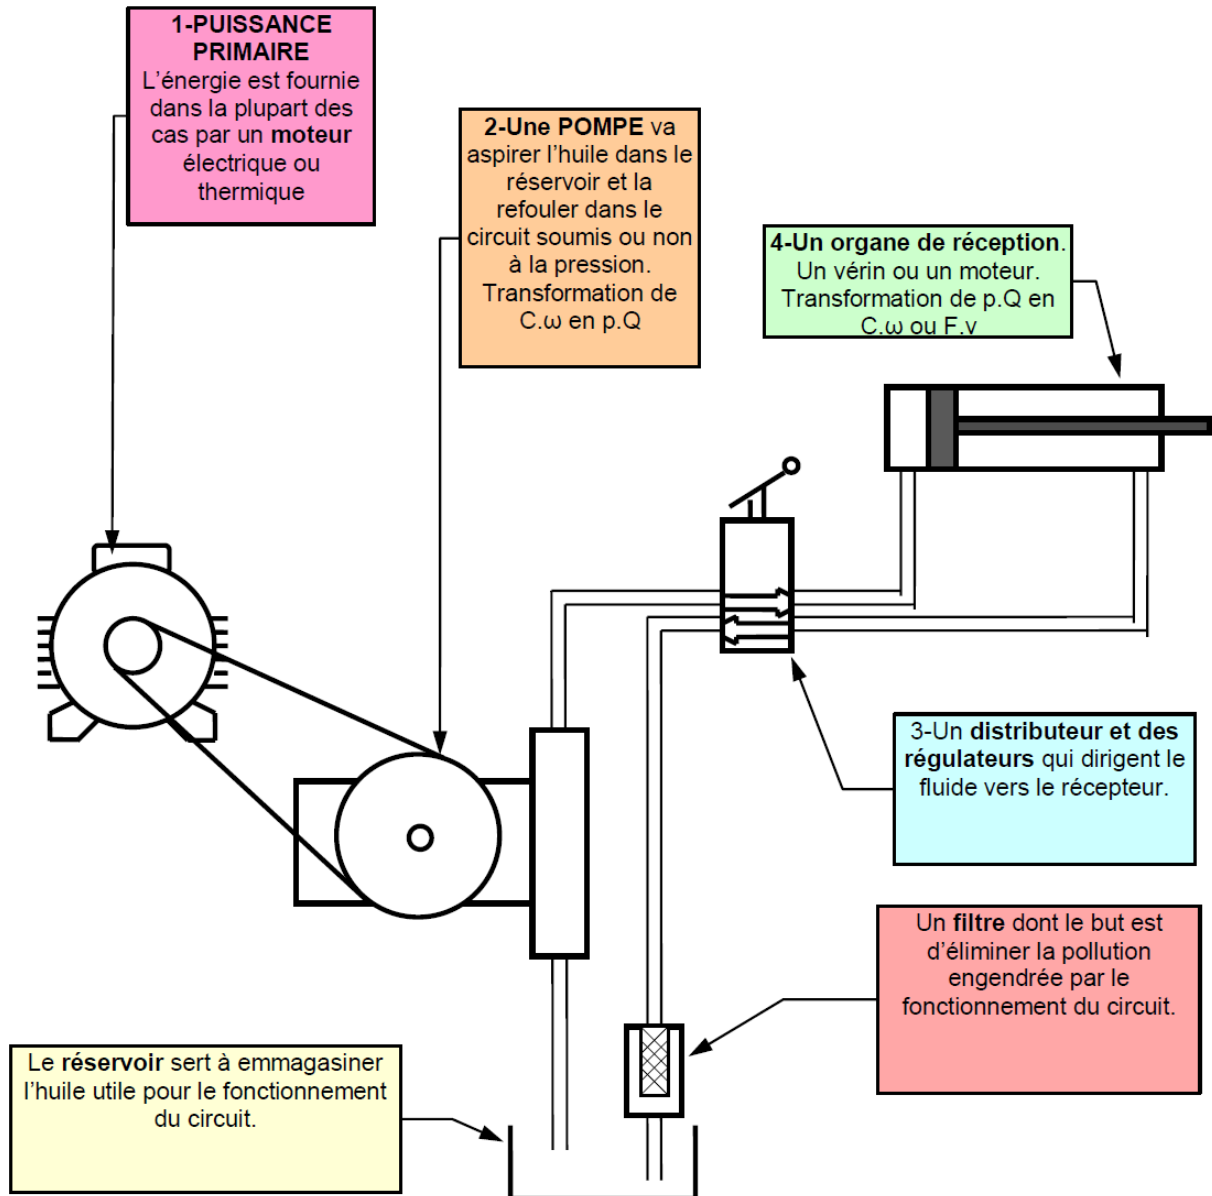 1-PUISSANCE
PRIMAIRE
L’énergie est fournie
dans la plupart des
cas par un moteur
électrique ou
thermique
2-Une POMPE va
aspirer l’huile dans le
réservoir et la
refouler dans le
circuit soumis ou non
à la pression.
Transformation de
C.ω en p.Q
4-Un organe de réception.
Un vérin ou un moteur.
Transformation de p.Q en
C.ω ou F.v
3-Un distributeur et des
régulateurs qui dirigent le
fluide vers le récepteur.
Un filtre dont le but est
d’éliminer la pollution
engendrée par le
fonctionnement du circuit.
Le réservoir sert à emmagasiner
l’huile utile pour le fonctionnement
du circuit.